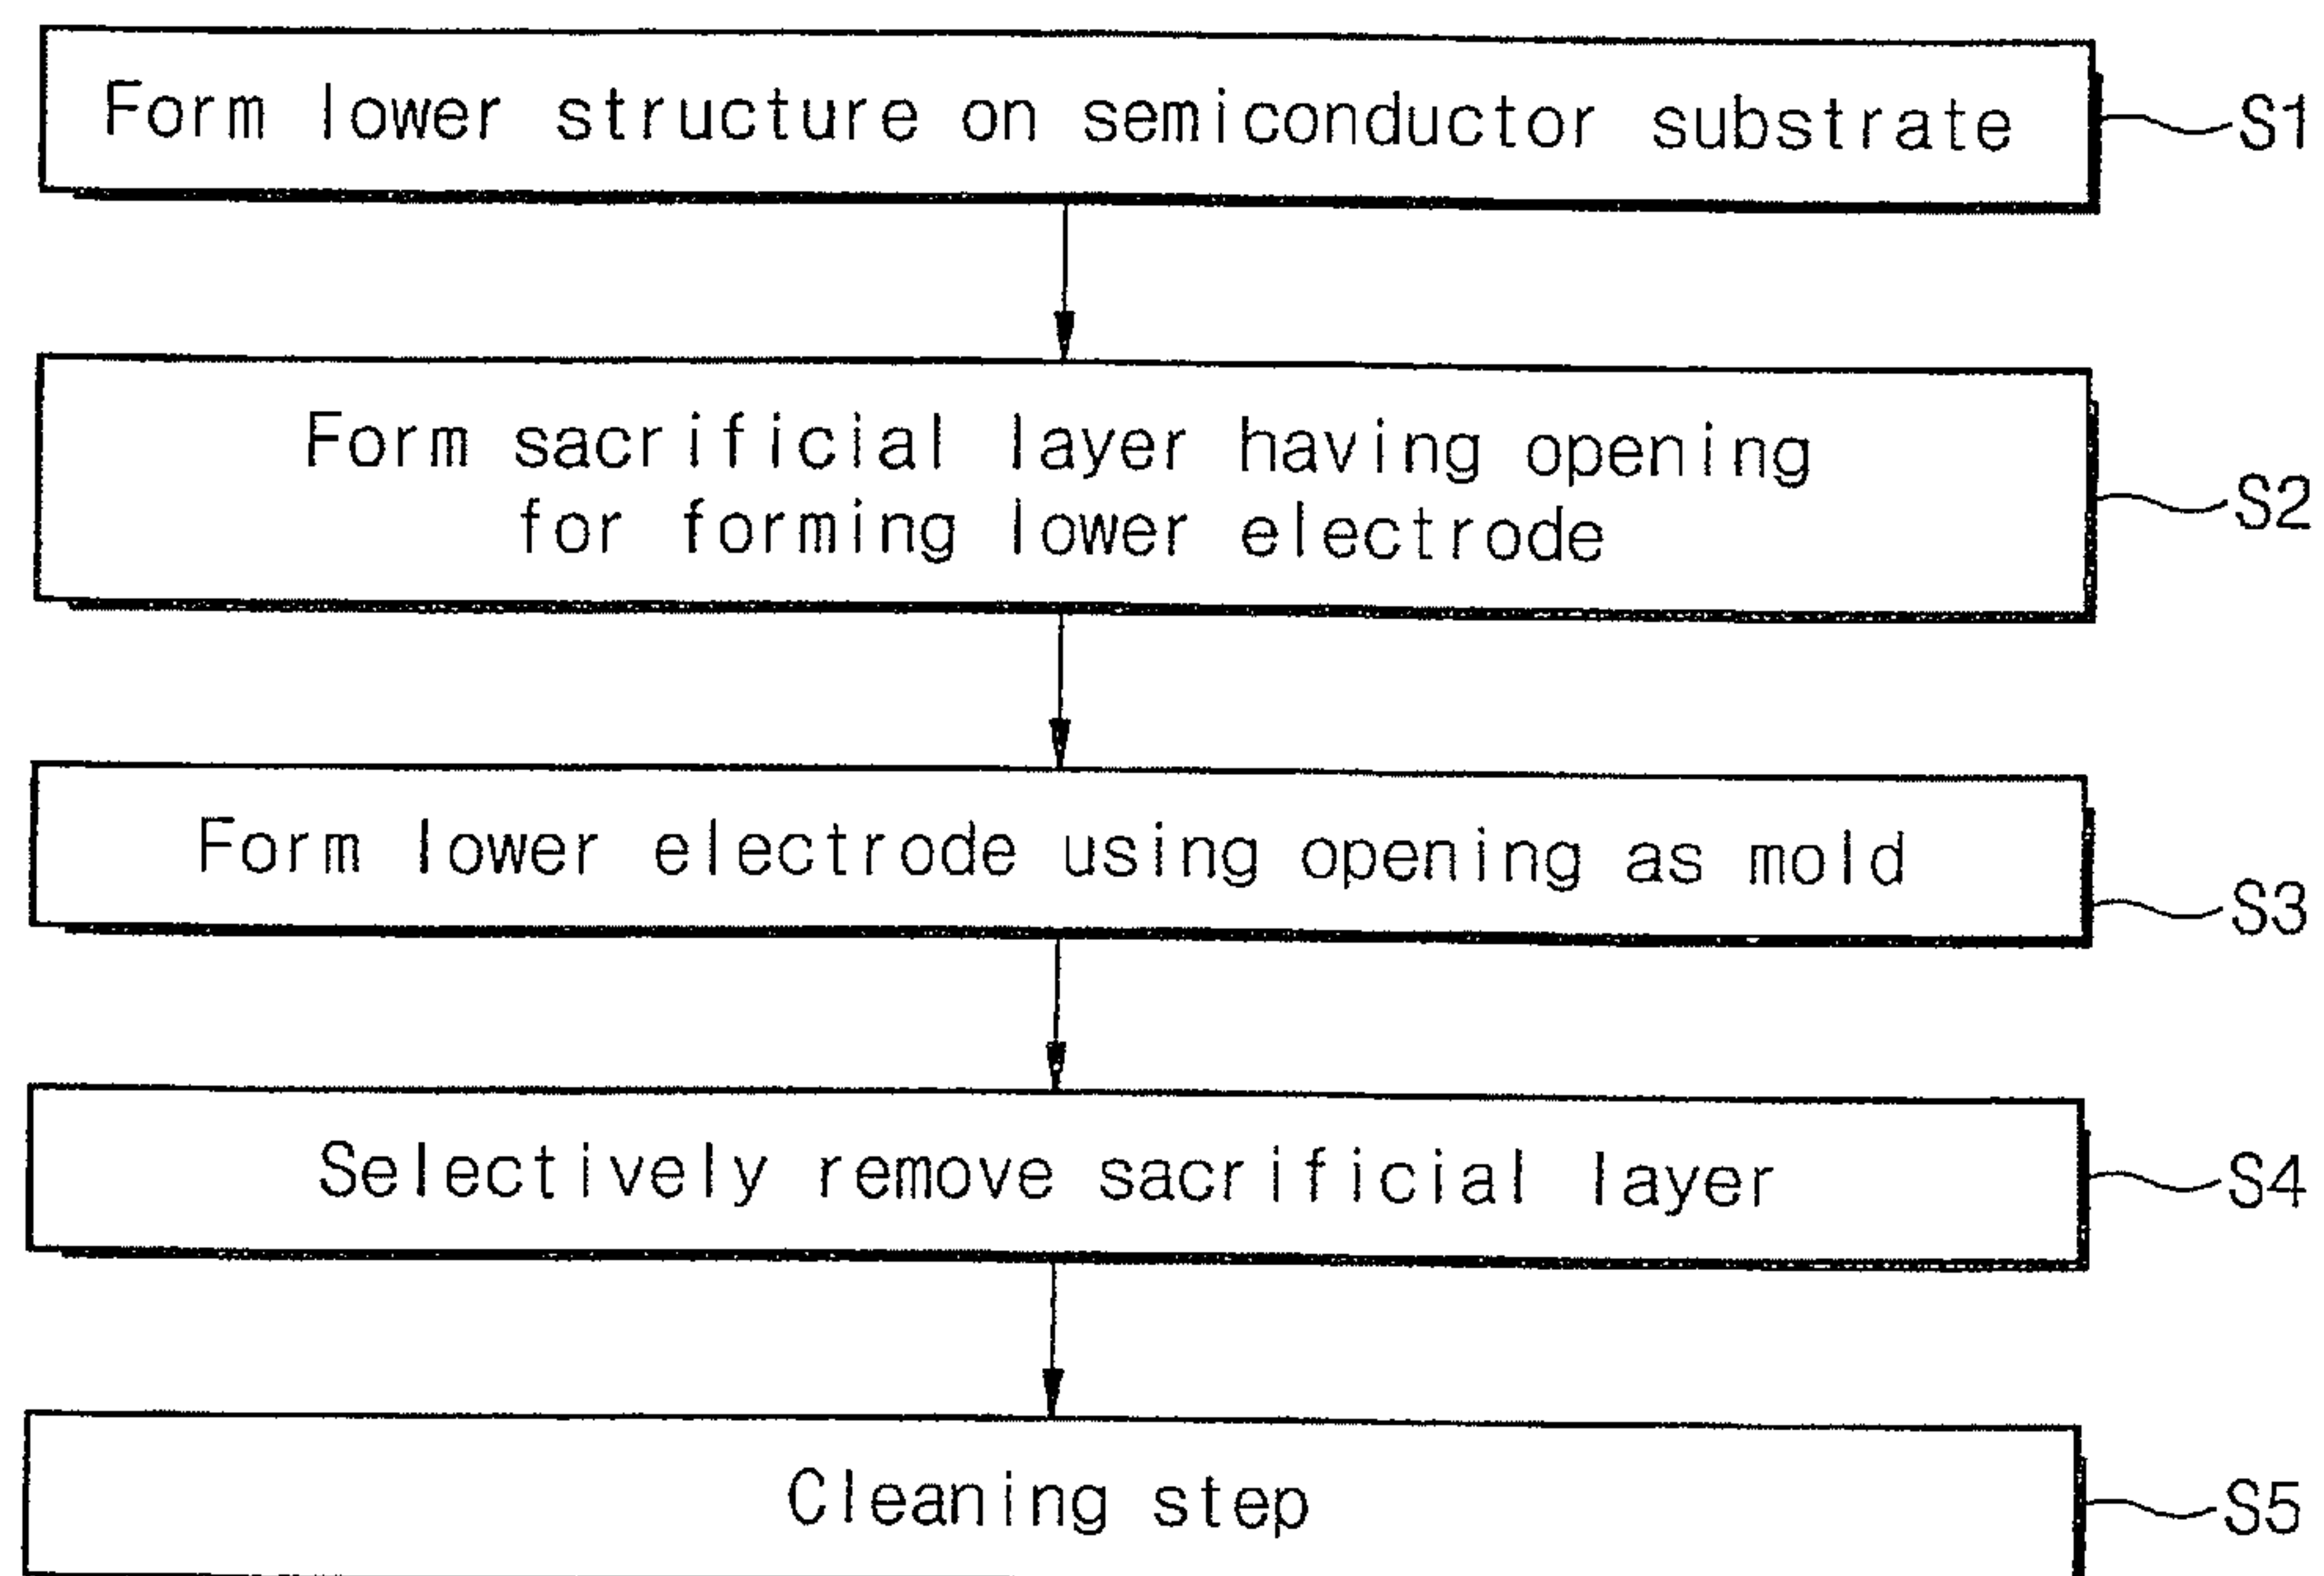 Form lower structure on semiconductor substrate
S1
Form sacrificial layer having opening
for forming lower electrode
S2
Form lower electrode using opening as mold
S3
Selectively remove sacrificial layer
S4
Cleaning step
S5